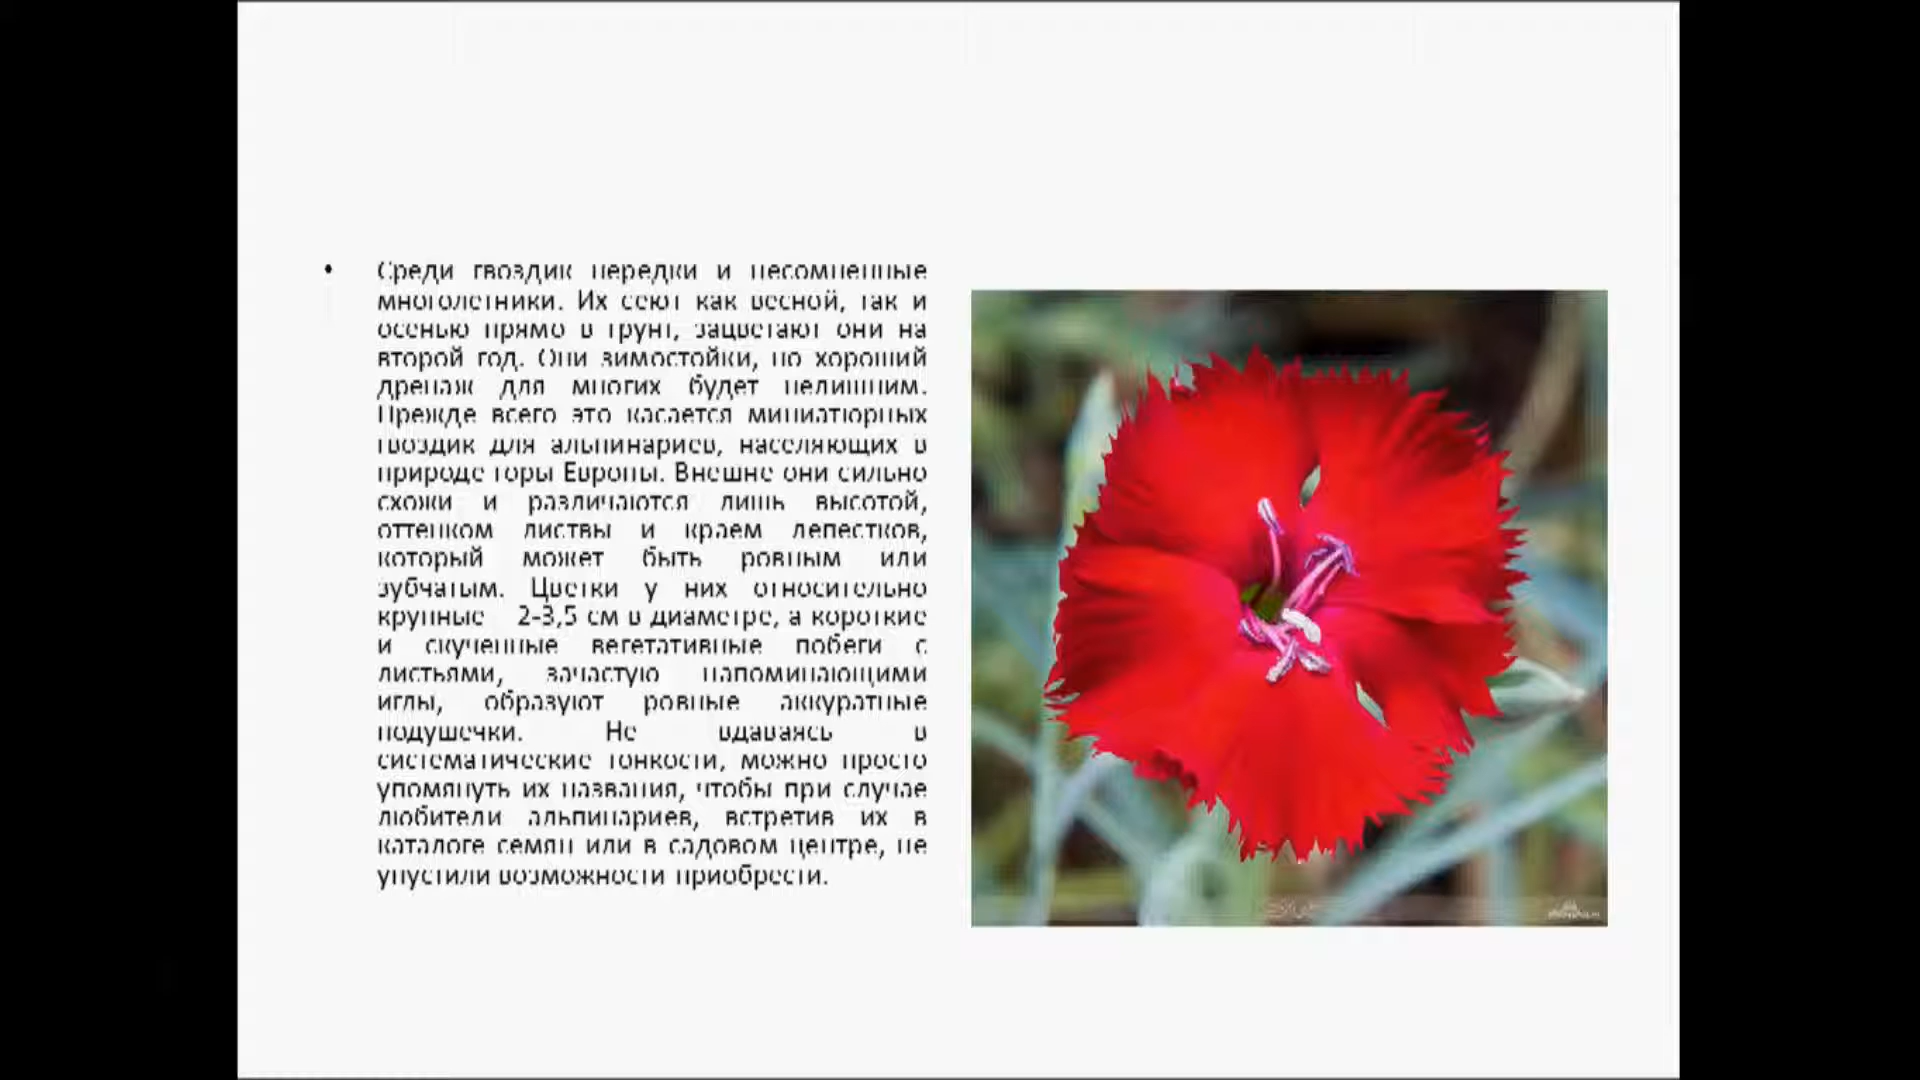 • Среди гвоздик нередки и несомненные
многолетники. Их сеют как весной, так и
осенью прямо в грунт, зацветают они на
второй год. Они зимостойки, но хороший
дренаж для многих будет нелишним.
Прежде всего это касается миниатюрных
гвоздик для альпинариев, населяющих в
природе горы Европы. Внешне они сильно
схожи и различаются лишь высотой,
оттенком листвы и краем лепестков,
который может быть ровным или
зубчатым. Цветки у них относительно
крупные 2-3,5 см в диаметре, а короткие
и скученные вегетативные побеги с
листьями, зачастую напоминающими
иглы, образуют ровные аккуратные
подушечки. Не вдаваясь в
систематические тонкости, можно просто
упомянуть их названия, чтобы при случае
любители альпинариев, встретив их в
каталоге семян или в садовом центре, не
упустили возможности приобрести.